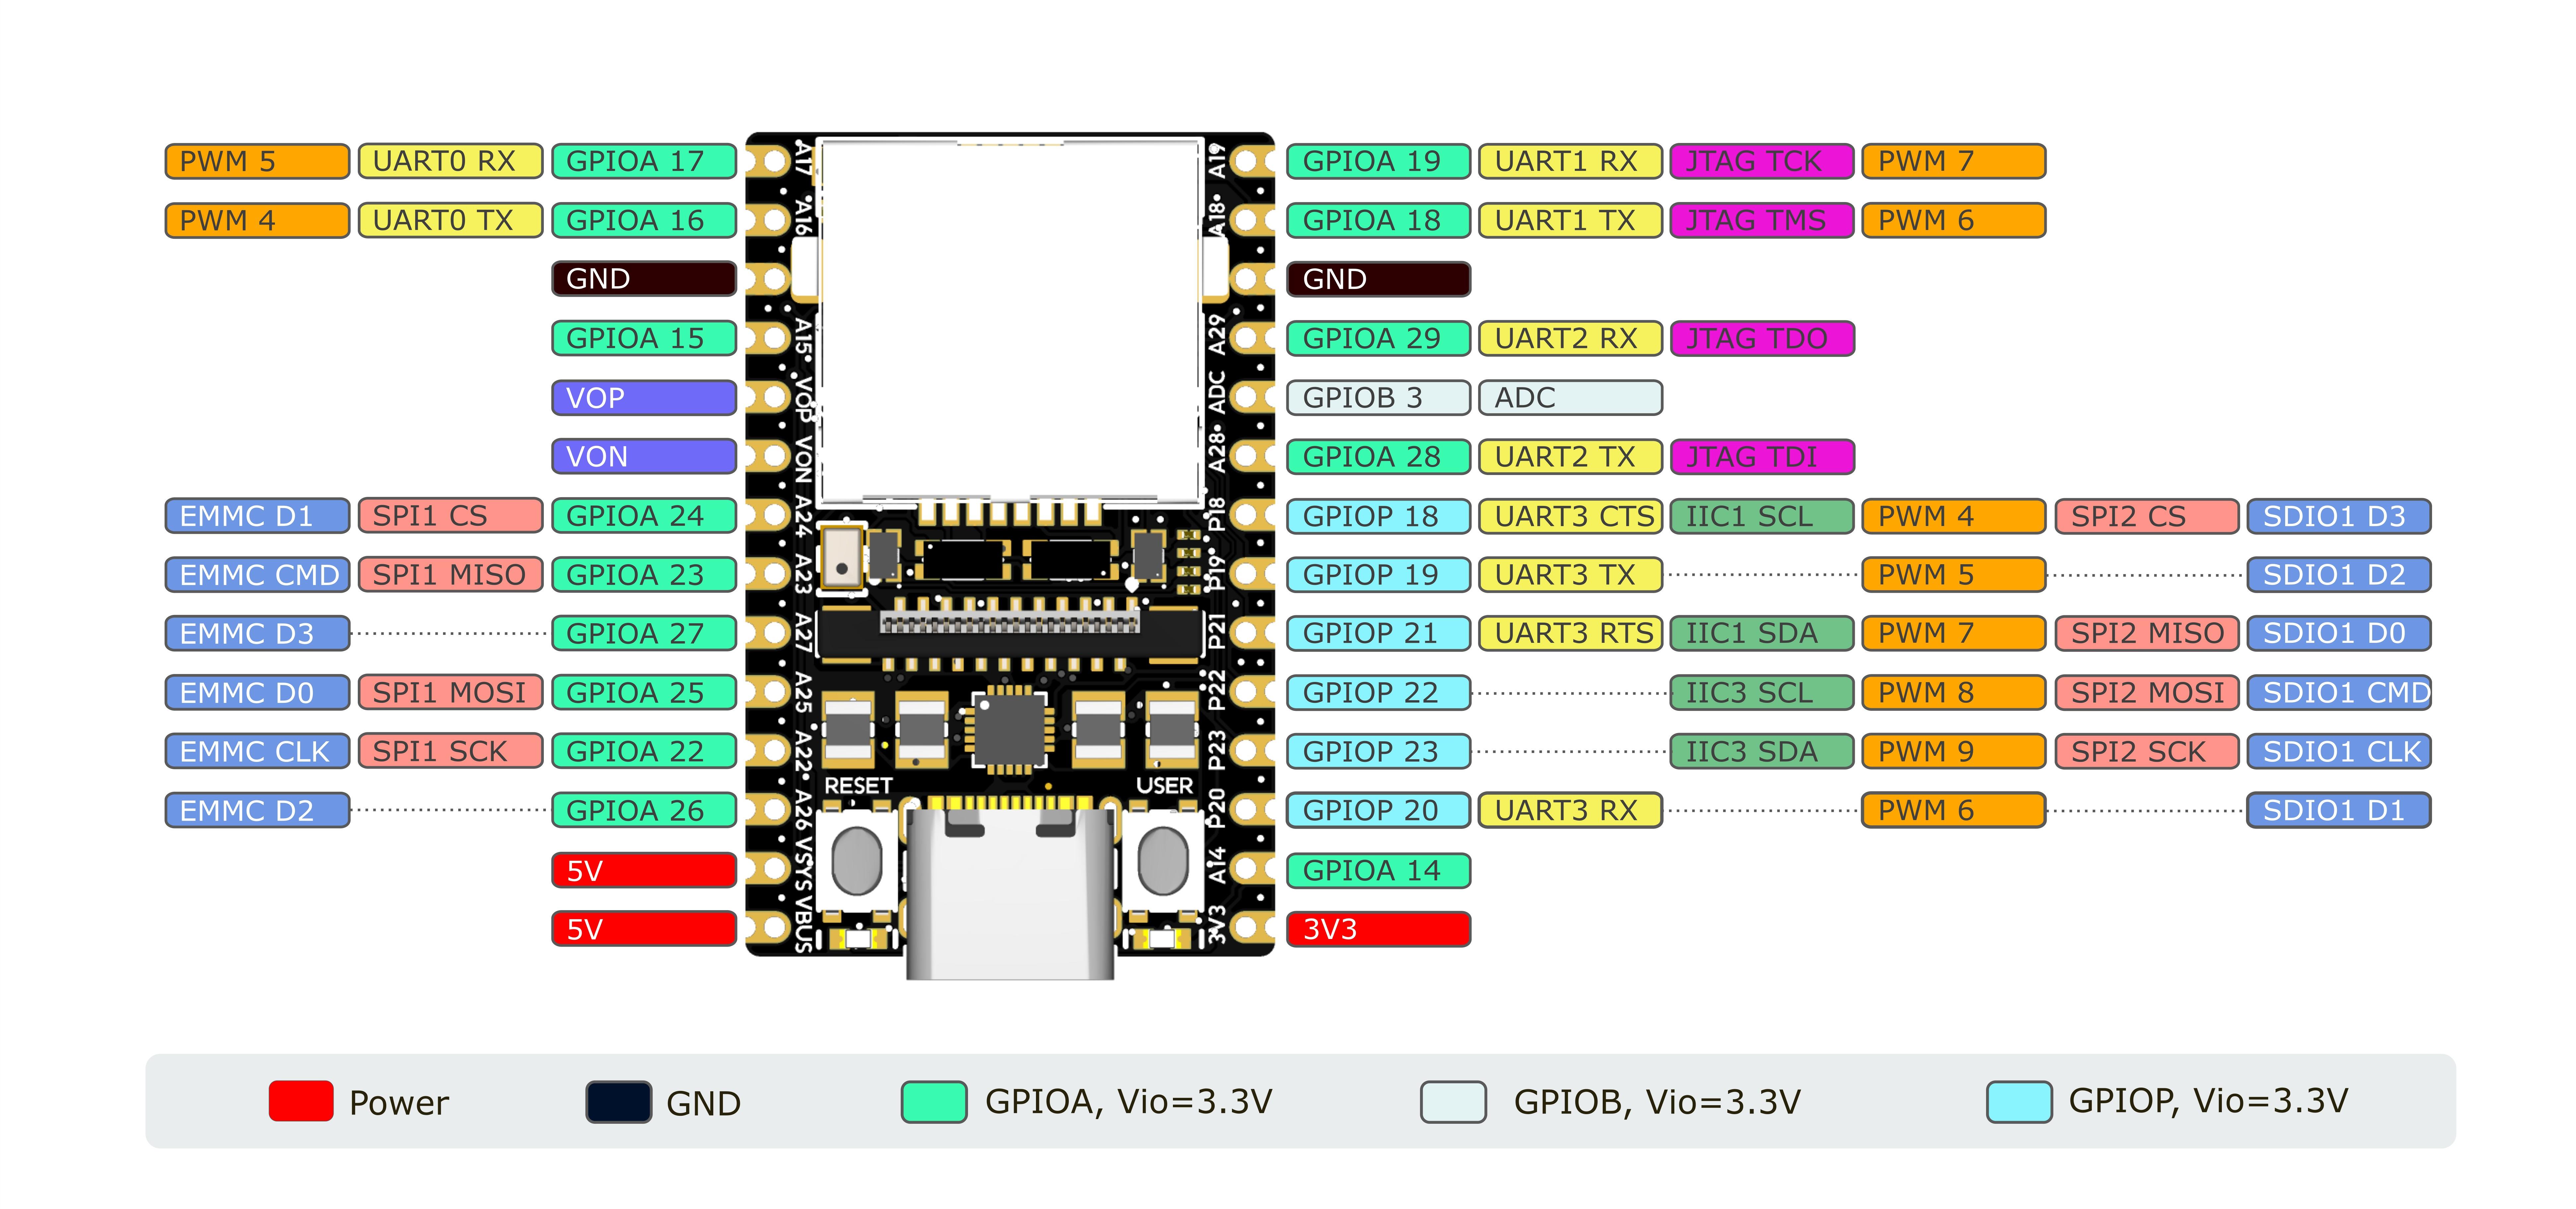 PWM 5 UART0 RX GPIOA 17 A17 A19 GPIOA 19 UART1 RX JTAG TCK PWM 7
PWM 4 UART0 TX GPIOA 16 A16 A18 GPIOA 18 UART1 TX JTAG TMS PWM 6
GND GND
GPIOA 15 A15 A29 GPIOA 29 UART2 RX JTAG TDO
VOP VOP ADC GPIOB 3 ADC
VON VON A28 GPIOA 28 UART2 TX JTAG TDI
EMMC D1 SPI1 CS GPIOA 24 A24 P18 GPIOP 18 UART3 CTS IIC1 SCL PWM 4 SPI2 CS SDIO1 D3
EMMC CMD SPI1 MISO GPIOA 23 A23 P19 GPIOP 19 UART3 TX PWM 5 SDIO1 D2
EMMC D3 GPIOA 27 A27 P21 GPIOP 21 UART3 RTS IIC1 SDA PWM 7 SPI2 MISO SDIO1 D0
EMMC D0 SPI1 MOSI GPIOA 25 A25 P22 GPIOP 22 IIC3 SCL PWM 8 SPI2 MOSI SDIO1 CMD
EMMC CLK SPI1 SCK GPIOA 22 A22 P23 GPIOP 23 IIC3 SDA PWM 9 SPI2 SCK SDIO1 CLK
RESET USER
EMMC D2 GPIOA 26 A26 P20 GPIOP 20 UART3 RX PWM 6 SDIO1 D1
5V VSYS A14 GPIOA 14
5V VBUS 3V3 3V3
Power GND GPIOA, Vio=3.3V GPIOB, Vio=3.3V GPIOP, Vio=3.3V